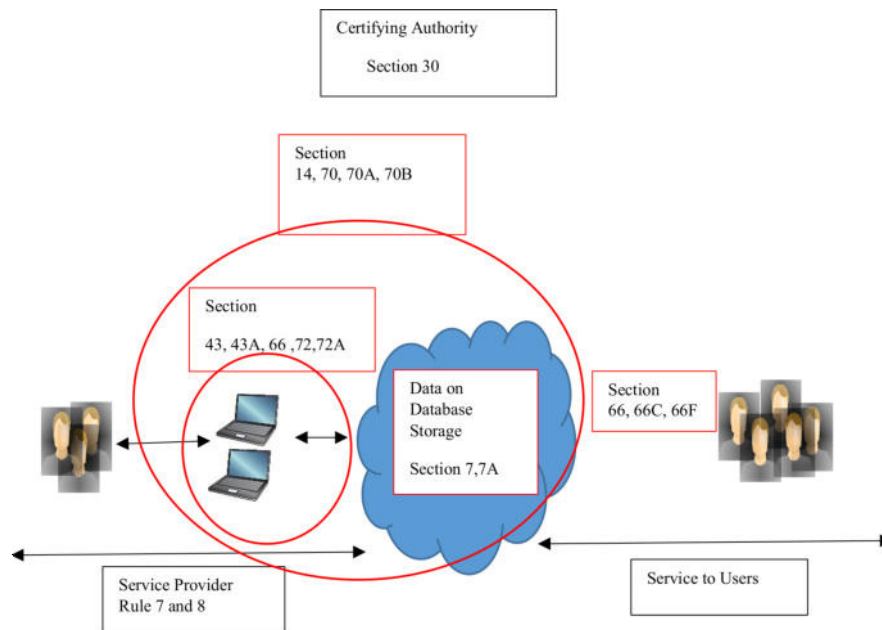 Certifying Authority
Section 30
Section
14, 70, 70A, 70B
Section
43, 43A, 66 ,72,72A
Data on
Database
Storage
Section 7,7A
Section
66, 66C, 66F
Service Provider
Rule 7 and 8
Service to Users